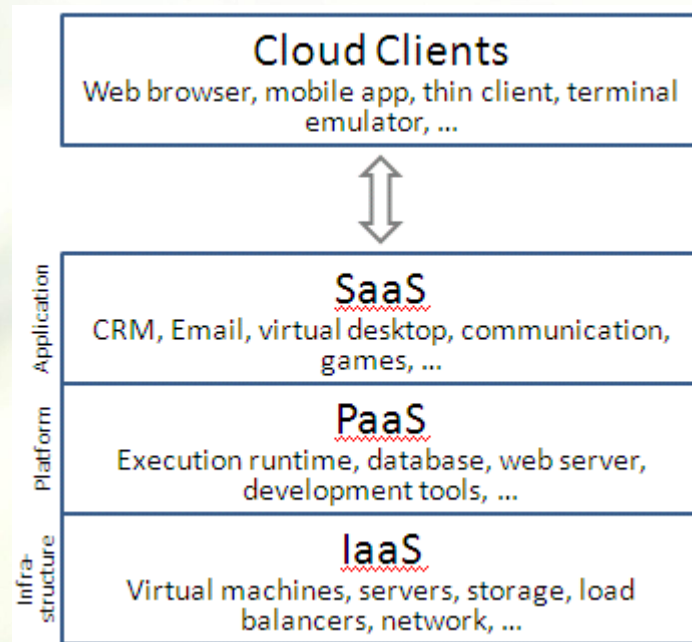 Cloud Clients
Web browser, mobile app, thin client, terminal
emulator, ...
Application
SaaS
CRM, Email, virtual desktop, communication,
games, ...
Platform
PaaS
Execution runtime, database, web server,
development tools, ...
Infra-
structure
IaaS
Virtual machines, servers, storage, load
balancers, network, ...